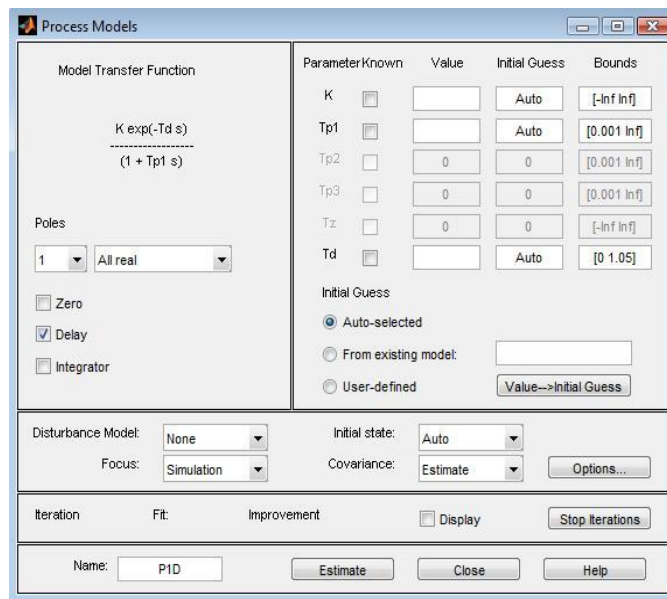 Process Models
Model Transfer Function
K exp(-Td s)
-------------------
(1 + Tp1 s)
Poles
1 All real
Zero
Delay
Integrator
Parameter Known Value Initial Guess Bounds
K Auto [-Inf Inf]
Tp1 Auto [0.001 Inf]
Tp2 0 0 [0.001 Inf]
Tp3 0 0 [0.001 Inf]
Tz 0 0 [-Inf Inf]
Td Auto [0 1.05]
Initial Guess
Auto-selected
From existing model:
User-defined Value-->Initial Guess
Disturbance Model: None Initial state: Auto
Focus: Simulation Covariance: Estimate Options...
Iteration Fit: Improvement Display Stop Iterations
Name: P1D Estimate Close Help